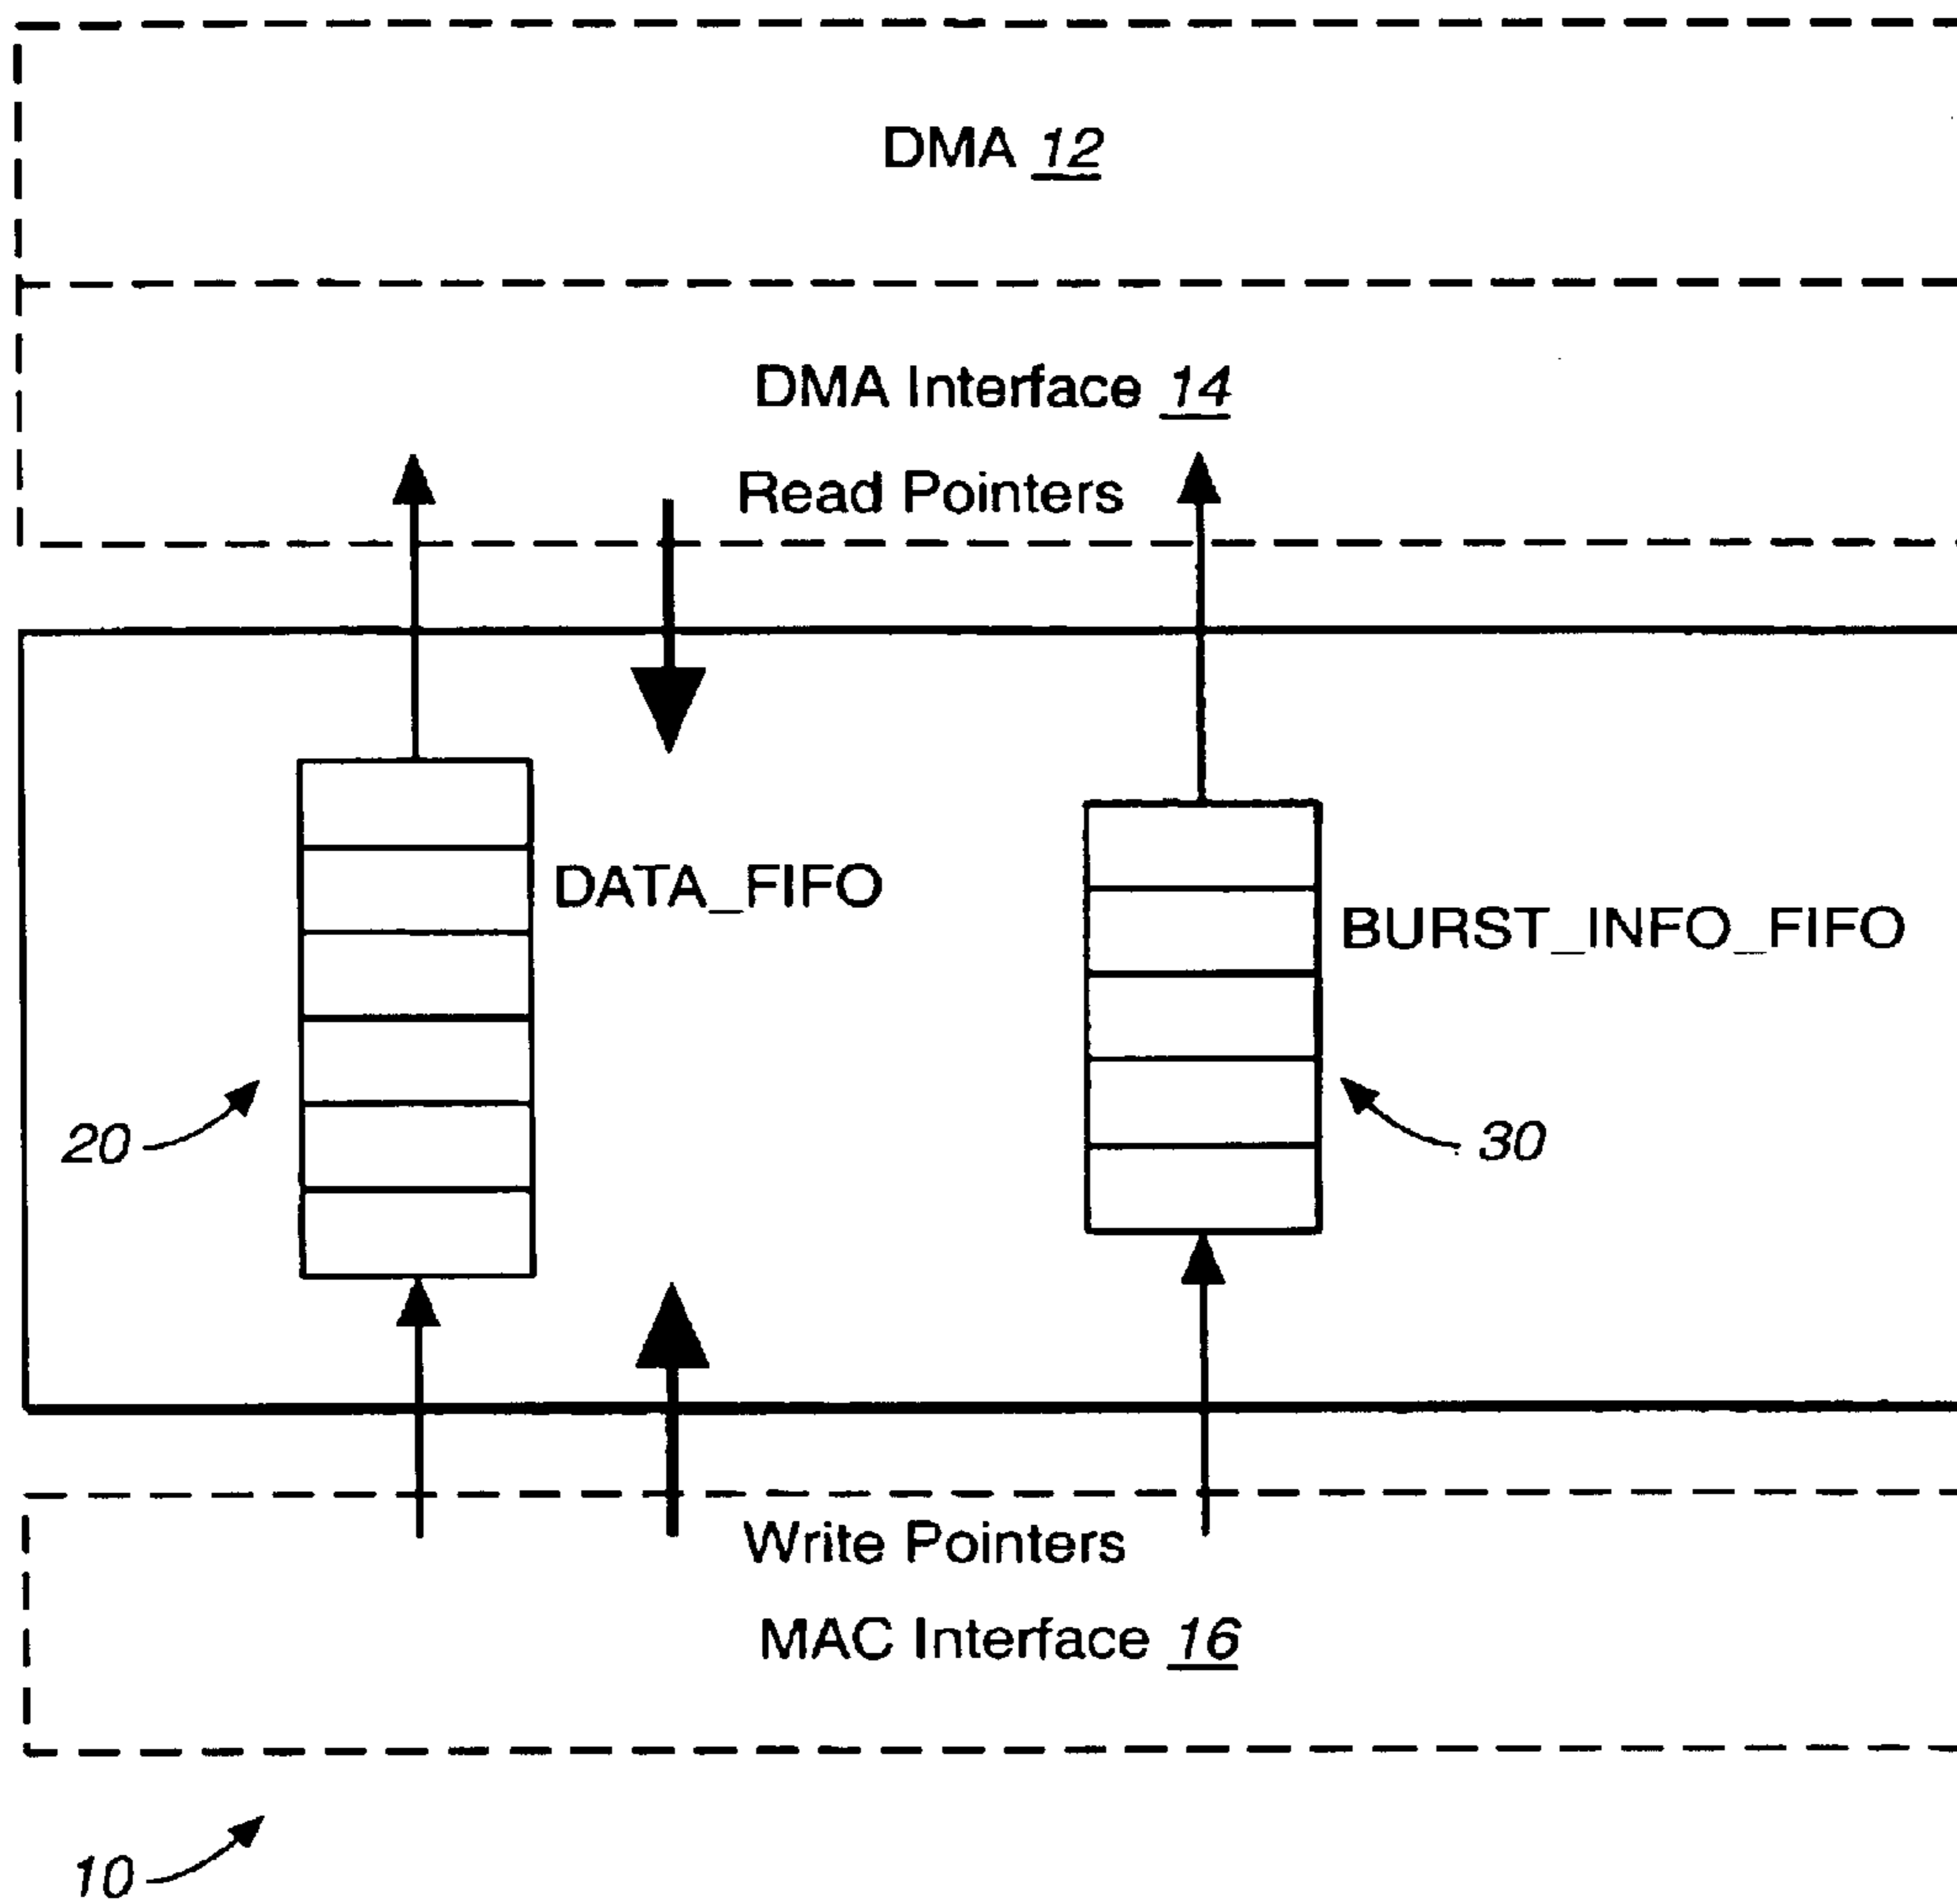 DMA 12
DMA Interface 14
Read Pointers
DATA_FIFO
BURST_INFO_FIFO
20
30
Write Pointers
MAC Interface 16
10